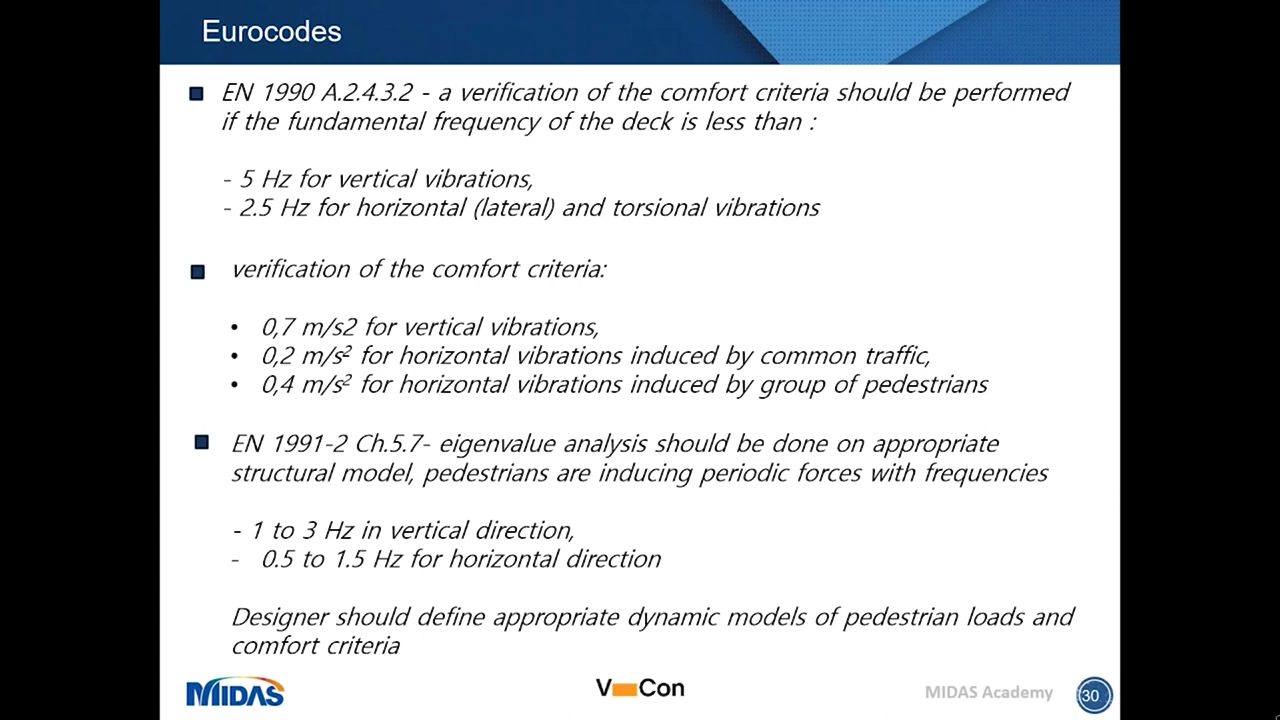 Eurocodes
EN 1990 A.2.4.3.2 - a verification of the comfort criteria should be performed
if the fundamental frequency of the deck is less than :
- 5 Hz for vertical vibrations,
- 2.5 Hz for horizontal (lateral) and torsional vibrations
verification of the comfort criteria:
• 0,7 m/s2 for vertical vibrations,
• 0,2 m/s² for horizontal vibrations induced by common traffic,
• 0,4 m/s² for horizontal vibrations induced by group of pedestrians
EN 1991-2 Ch.5.7- eigenvalue analysis should be done on appropriate
structural model, pedestrians are inducing periodic forces with frequencies
- 1 to 3 Hz in vertical direction,
- 0.5 to 1.5 Hz for horizontal direction
Designer should define appropriate dynamic models of pedestrian loads and
comfort criteria
MIDAS
V Con
MIDAS Academy
30